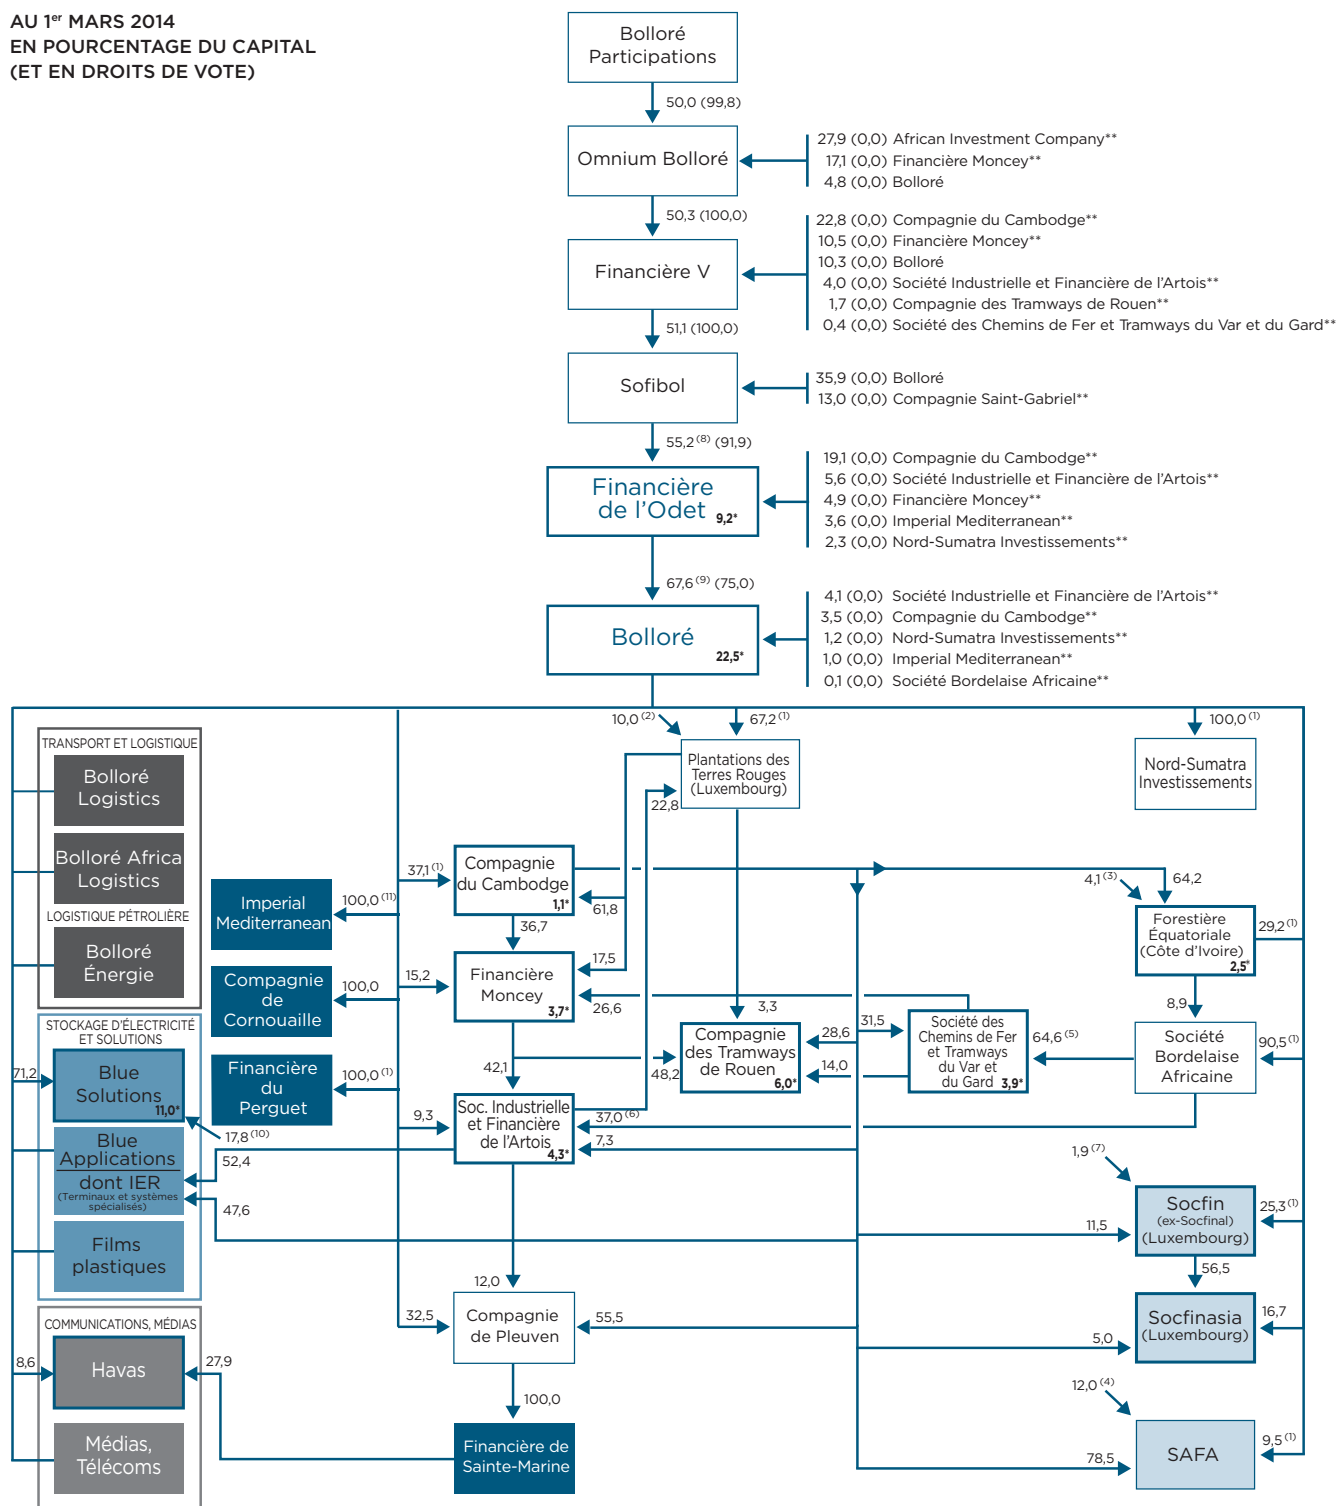 AU 1er MARS 2014
EN POURCENTAGE DU CAPITAL
(ET EN DROITS DE VOTE)
Bolloré
Participations
50,0 (99,8)
Omnium Bolloré
27,9 (0,0) African Investment Company**
17,1 (0,0) Financière Moncey**
4,8 (0,0) Bolloré
50,3 (100,0)
Financière V
22,8 (0,0) Compagnie du Cambodge**
10,5 (0,0) Financière Moncey**
10,3 (0,0) Bolloré
4,0 (0,0) Société Industrielle et Financière de l'Artois**
1,7 (0,0) Compagnie des Tramways de Rouen**
0,4 (0,0) Société des Chemins de Fer et Tramways du Var et du Gard**
51,1 (100,0)
Sofibol
35,9 (0,0) Bolloré
13,0 (0,0) Compagnie Saint-Gabriel**
55,2 (8) (91,9)
Financière
de l'Odet 9,2*
19,1 (0,0) Compagnie du Cambodge**
5,6 (0,0) Société Industrielle et Financière de l'Artois**
4,9 (0,0) Financière Moncey**
3,6 (0,0) Imperial Mediterranean**
2,3 (0,0) Nord-Sumatra Investissements**
67,6 (9) (75,0)
Bolloré
22,5*
4,1 (0,0) Société Industrielle et Financière de l'Artois**
3,5 (0,0) Compagnie du Cambodge**
1,2 (0,0) Nord-Sumatra Investissements**
1,0 (0,0) Imperial Mediterranean**
0,1 (0,0) Société Bordelaise Africaine**
10,0 (2)
67,2 (1)
100,0 (1)
TRANSPORT ET LOGISTIQUE
Bolloré
Logistics
Bolloré Africa
Logistics
LOGISTIQUE PÉTROLIÈRE
Bolloré
Énergie
STOCKAGE D'ÉLECTRICITÉ
ET SOLUTIONS
71,2
Blue
Solutions
11,0*
17,8 (10)
Blue
Applications
dont IER
(Terminaux et systèmes
spécialisés)
52,4
47,6
Films
plastiques
COMMUNICATIONS, MÉDIAS
8,6
Havas
27,9
Médias,
Télécoms
Imperial
Mediterranean
100,0 (11)
Compagnie
de
Cornouaille
100,0
Financière
du
Perguet
100,0 (1)
Plantations des
Terres Rouges
(Luxembourg)
22,8
Nord-Sumatra
Investissements
37,1 (1)
Compagnie
du Cambodge
1,1*
61,8
36,7
15,2
Financière
Moncey
3,7*
17,5
26,6
42,1
48,2
3,3
Compagnie
des Tramways
de Rouen
6,0*
28,6
14,0
31,5
Société des
Chemins de Fer
et Tramways
du Var et
du Gard 3,9*
64,6 (5)
4,1 (3)
64,2
Forestière
Équatoriale
(Côte d'Ivoire)
2,5*
29,2 (1)
8,9
Société
Bordelaise
Africaine
90,5 (1)
9,3
Soc. Industrielle
et Financière
de l'Artois
4,3*
37,0 (6)
7,3
1,9 (7)
11,5
Socfin
(ex-Socfinal)
(Luxembourg)
25,3 (1)
56,5
5,0
Socfinasia
(Luxembourg)
16,7
12,0
32,5
Compagnie
de Pleuven
55,5
100,0
Financière de
Sainte-Marine
12,0 (4)
78,5
SAFA
9,5 (1)